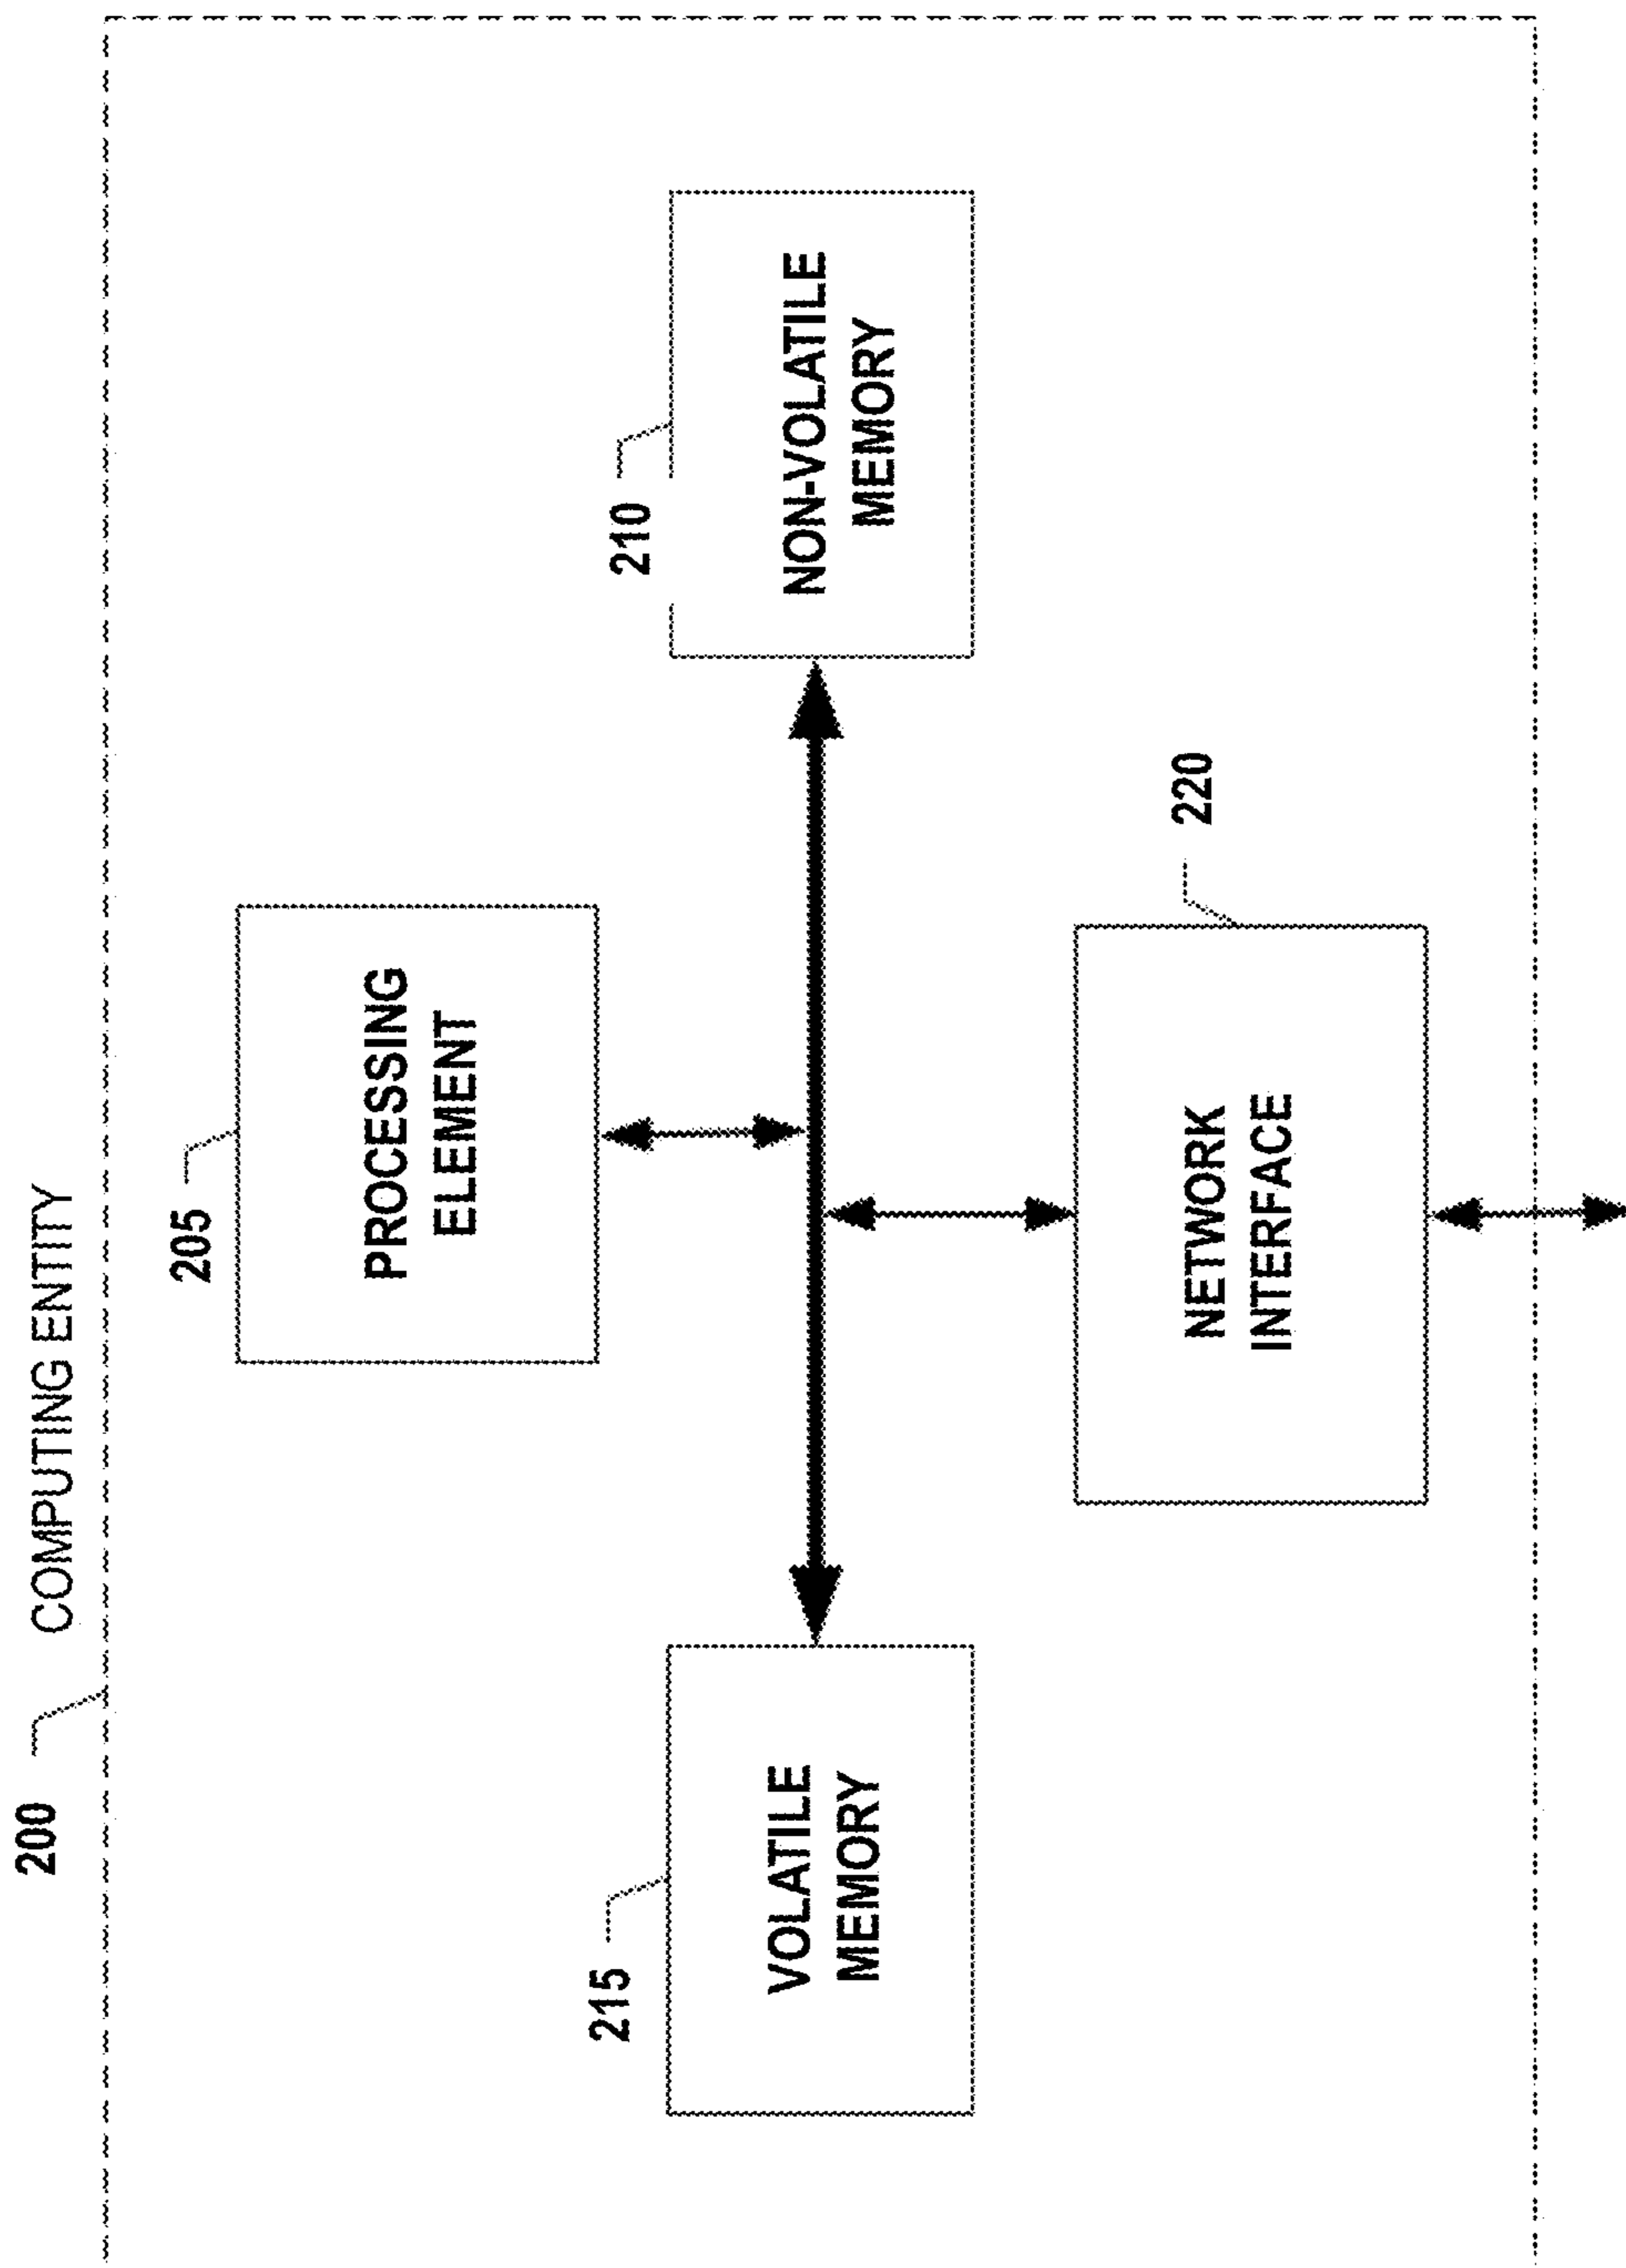 200
COMPUTING ENTITY
205
PROCESSING
ELEMENT
215
VOLATILE
MEMORY
210
NON-VOLATILE
MEMORY
220
NETWORK
INTERFACE